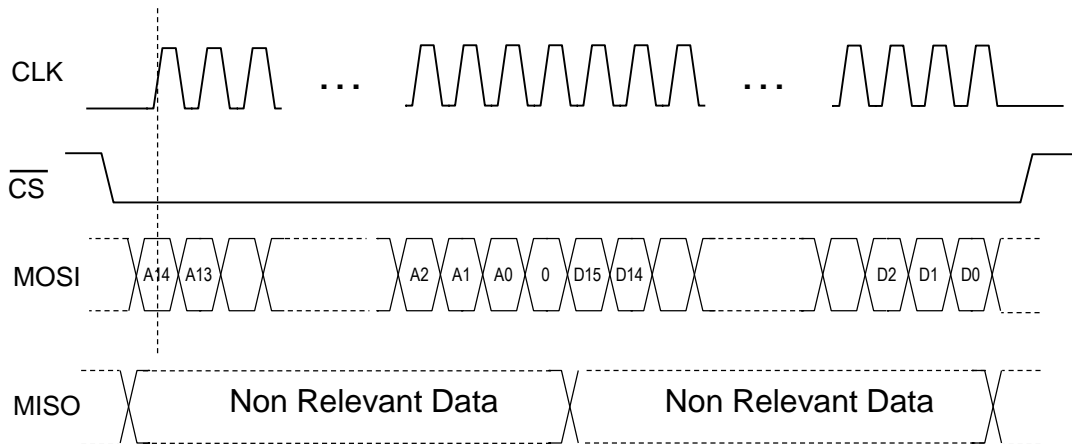 CLK
...
...
CS
MOSI
A14 A13 A2 A1 A0 0 D15 D14 D2 D1 D0
MISO
Non Relevant Data Non Relevant Data